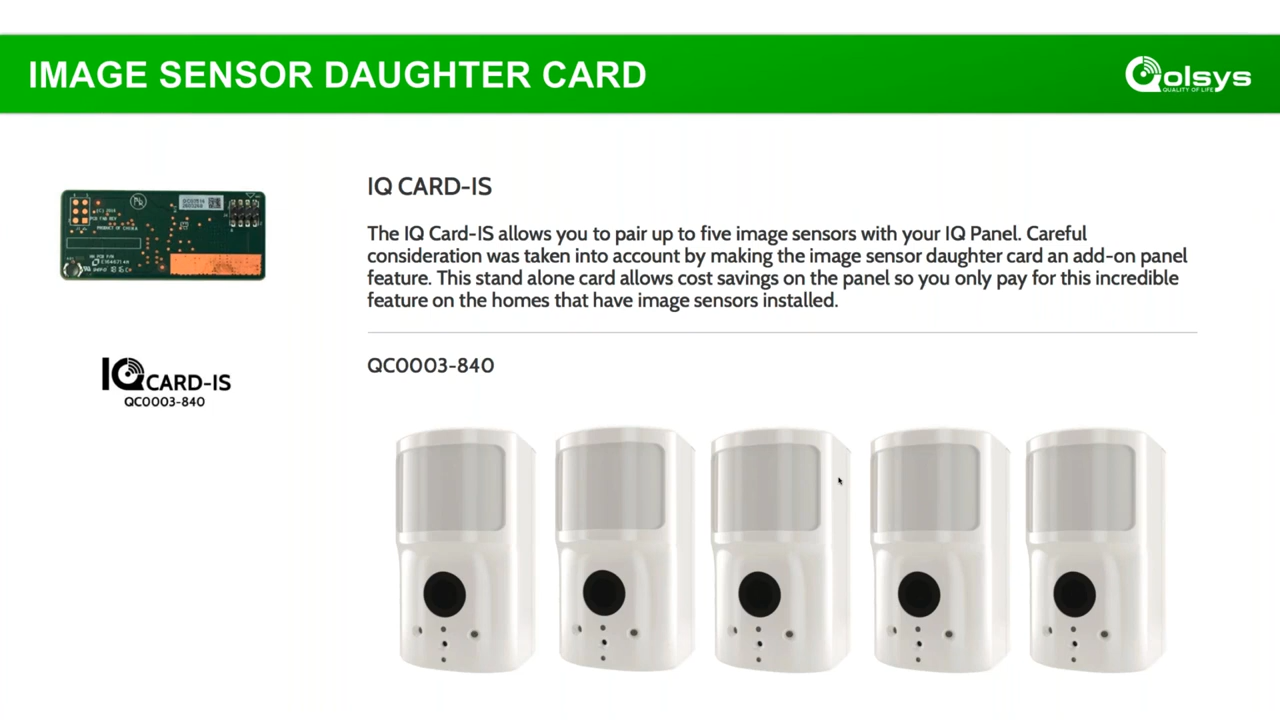 IMAGE SENSOR DAUGHTER CARD
Qolsys
QUALITY OF LIFE
IQ CARD-IS
The IQ Card-IS allows you to pair up to five image sensors with your IQ Panel. Careful
consideration was taken into account by making the image sensor daughter card an add-on panel
feature. This stand alone card allows cost savings on the panel so you only pay for this incredible
feature on the homes that have image sensors installed.
QC0003-840
PRODUCT OF CHINA
IQ CARD-IS
QC0003-840